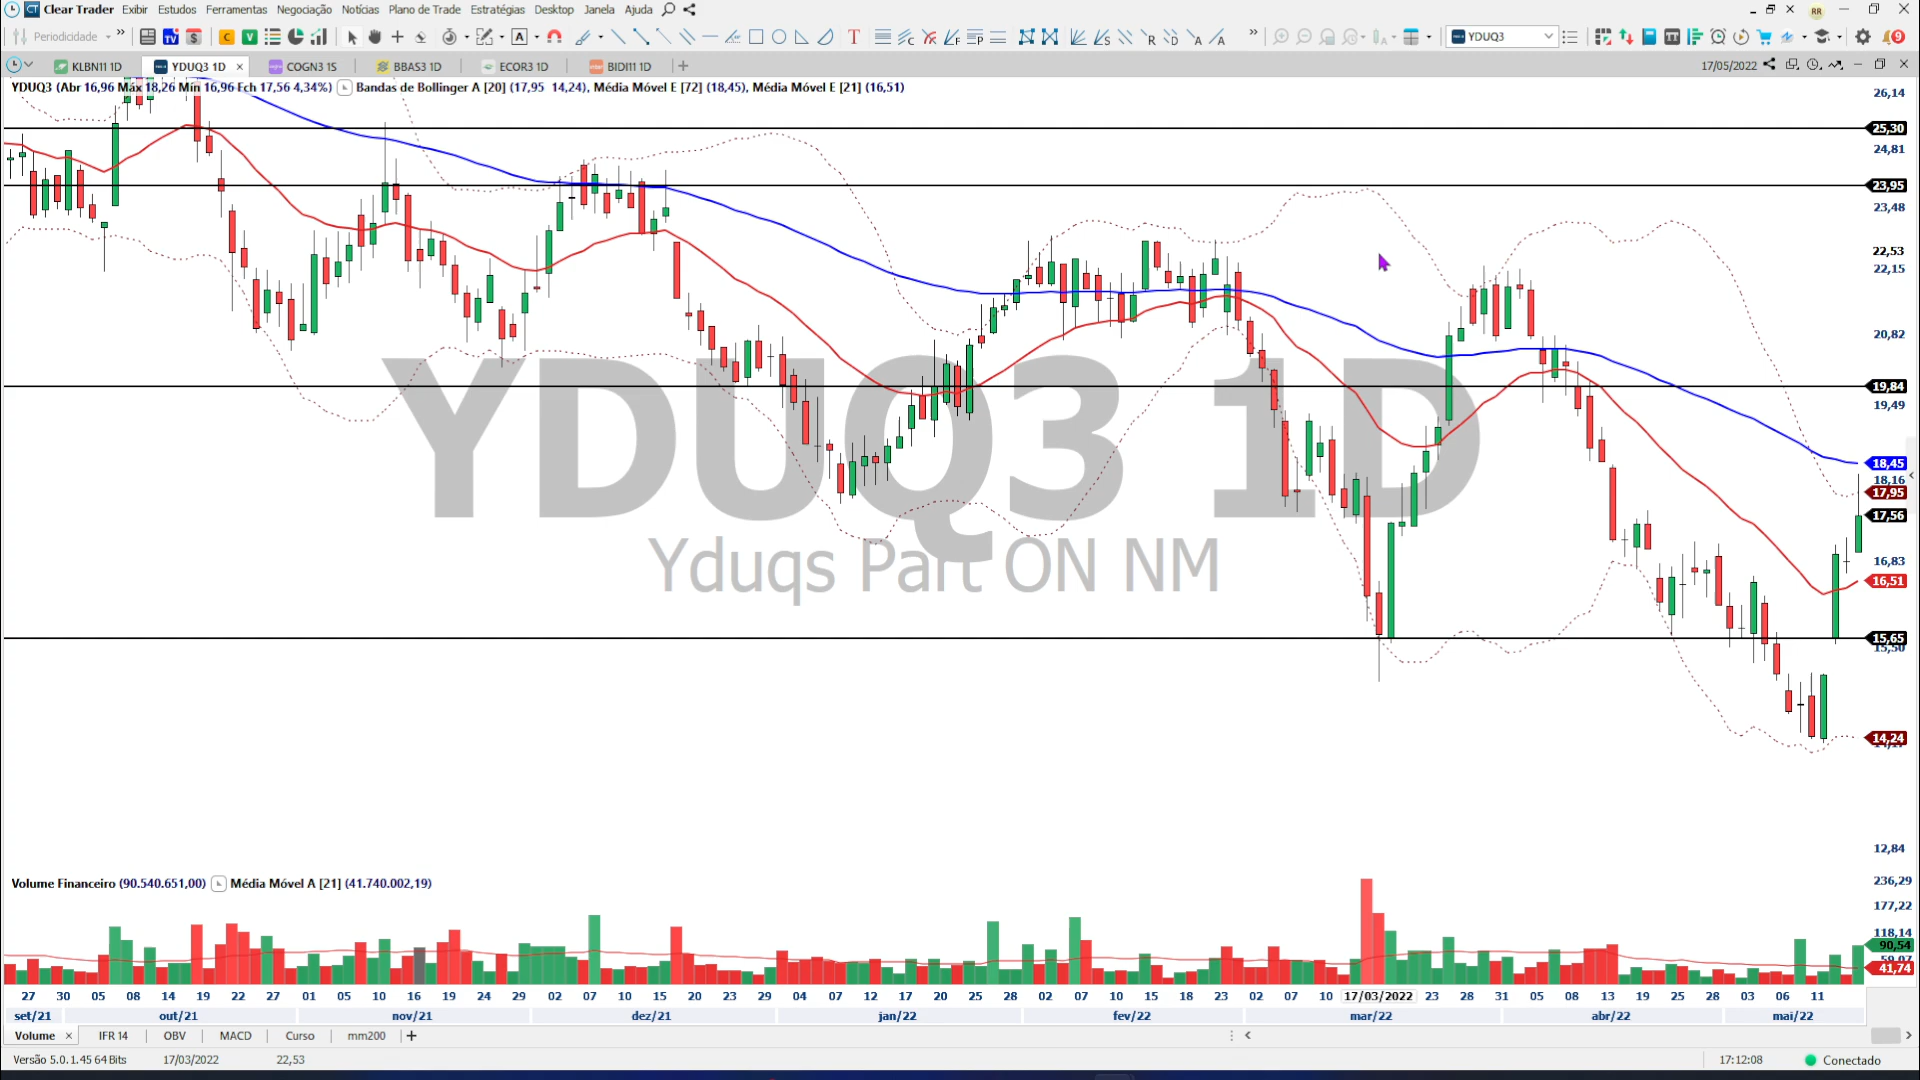 Clear Trader Exibir Estudos Ferramentas Negociação Notícias Plano de Trade Estratégias Desktop Janela Ajuda RR
Periodicidade YDUQ3 9
KLBN11 1D YDUQ3 1D COGN3 1S BBAS3 1D ECOR3 1D BIDI11 1D 17/05/2022
YDUQ3 (Abr 16,96 Máx 18,26 Mín 16,96 Fch 17,56 4,34%) Bandas de Bollinger A [20] (17,95 14,24), Média Móvel E [72] (18,45), Média Móvel E [21] (16,51)
26,14
25,30
24,81
23,95
23,48
22,53
22,15
20,82
19,84
19,49
18,45
18,16
17,95
17,56
16,83
16,51
15,65
15,50
14,24
12,84
YDUQ3 1D
Yduqs Part ON NM
Volume Financeiro (90.540.651,00) Média Móvel A [21] (41.740.002,19)
236,29
177,22
118,14
90,54
59,07
41,74
27 30 05 08 14 19 22 27 01 05 10 16 19 24 29 02 07 10 15 20 23 29 04 07 12 17 20 25 28 02 07 10 15 18 23 02 07 10 17/03/2022 23 28 31 05 08 13 19 25 28 03 06 11
set/21 out/21 nov/21 dez/21 jan/22 fev/22 mar/22 abr/22 mai/22
Volume IFR 14 OBV MACD Curso mm200
Versão 5.0.1.45 64 Bits 17/03/2022 22,53 17:12:08 Conectado